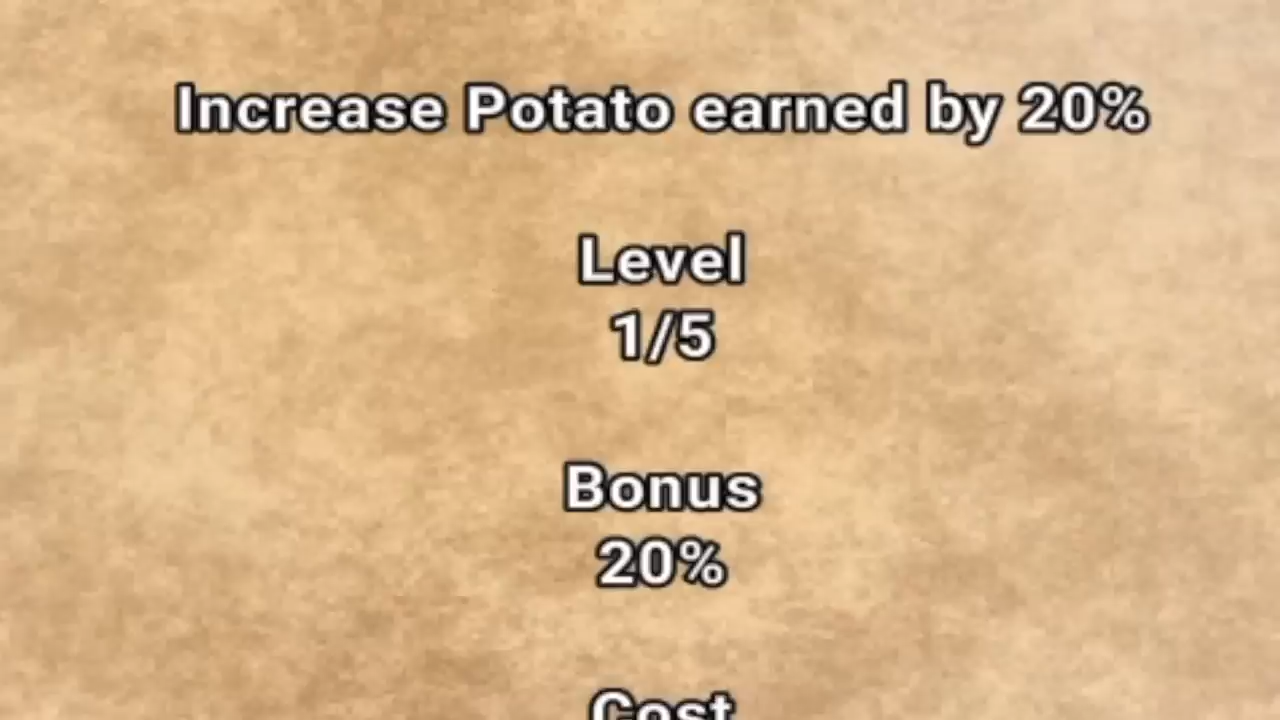 Increase Potato earned by 20%
Level
1/5
Bonus
20%
Cost